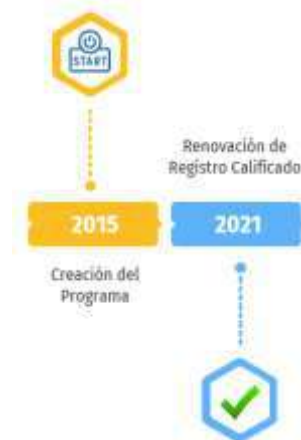 START
Renovación de
Registro Calificado
2015
2021
Creación del
Programa